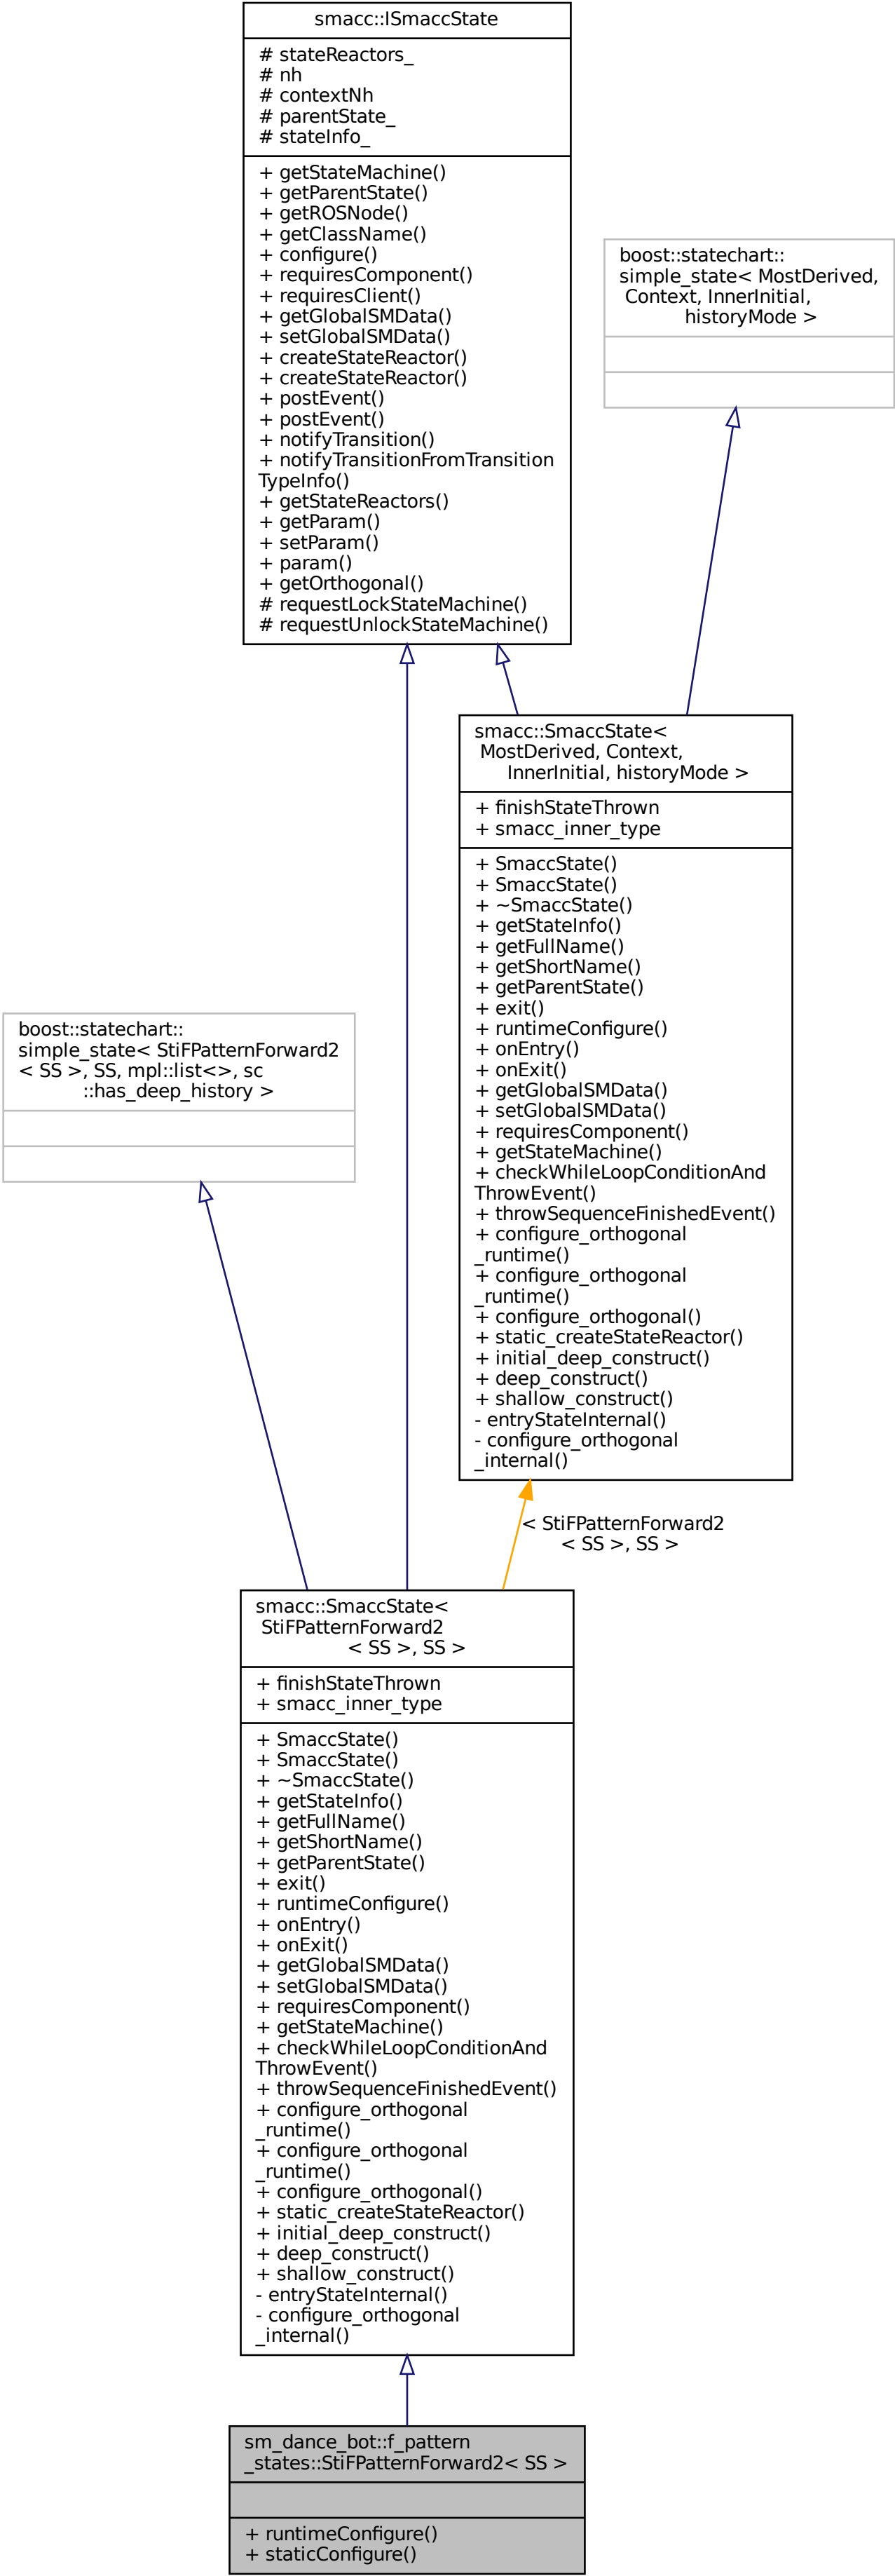 smacc::ISmaccState
# stateReactors_
# nh
# contextNh
# parentState_
# stateInfo_
+ getStateMachine()
+ getParentState()
+ getROSNode()
+ getClassName()
+ configure()
+ requiresComponent()
+ requiresClient()
+ getGlobalSMData()
+ setGlobalSMData()
+ createStateReactor()
+ createStateReactor()
+ postEvent()
+ postEvent()
+ notifyTransition()
+ notifyTransitionFromTransition
TypeInfo()
+ getStateReactors()
+ getParam()
+ setParam()
+ param()
+ getOrthogonal()
# requestLockStateMachine()
# requestUnlockStateMachine()
boost::statechart::
simple_state< MostDerived,
Context, InnerInitial,
historyMode >
smacc::SmaccState<
MostDerived, Context,
InnerInitial, historyMode >
+ finishStateThrown
+ smacc_inner_type
+ SmaccState()
+ SmaccState()
+ ~SmaccState()
+ getStateInfo()
+ getFullName()
+ getShortName()
+ getParentState()
+ exit()
+ runtimeConfigure()
+ onEntry()
+ onExit()
+ getGlobalSMData()
+ setGlobalSMData()
+ requiresComponent()
+ getStateMachine()
+ checkWhileLoopConditionAnd
ThrowEvent()
+ throwSequenceFinishedEvent()
+ configure_orthogonal
_runtime()
+ configure_orthogonal
_runtime()
+ configure_orthogonal()
+ static_createStateReactor()
+ initial_deep_construct()
+ deep_construct()
+ shallow_construct()
- entryStateInternal()
- configure_orthogonal
_internal()
boost::statechart::
simple_state< StiFPatternForward2
< SS >, SS, mpl::list<>, sc
::has_deep_history >
< StiFPatternForward2
< SS >, SS >
smacc::SmaccState<
StiFPatternForward2
< SS >, SS >
+ finishStateThrown
+ smacc_inner_type
+ SmaccState()
+ SmaccState()
+ ~SmaccState()
+ getStateInfo()
+ getFullName()
+ getShortName()
+ getParentState()
+ exit()
+ runtimeConfigure()
+ onEntry()
+ onExit()
+ getGlobalSMData()
+ setGlobalSMData()
+ requiresComponent()
+ getStateMachine()
+ checkWhileLoopConditionAnd
ThrowEvent()
+ throwSequenceFinishedEvent()
+ configure_orthogonal
_runtime()
+ configure_orthogonal
_runtime()
+ configure_orthogonal()
+ static_createStateReactor()
+ initial_deep_construct()
+ deep_construct()
+ shallow_construct()
- entryStateInternal()
- configure_orthogonal
_internal()
sm_dance_bot::f_pattern
_states::StiFPatternForward2< SS >
+ runtimeConfigure()
+ staticConfigure()